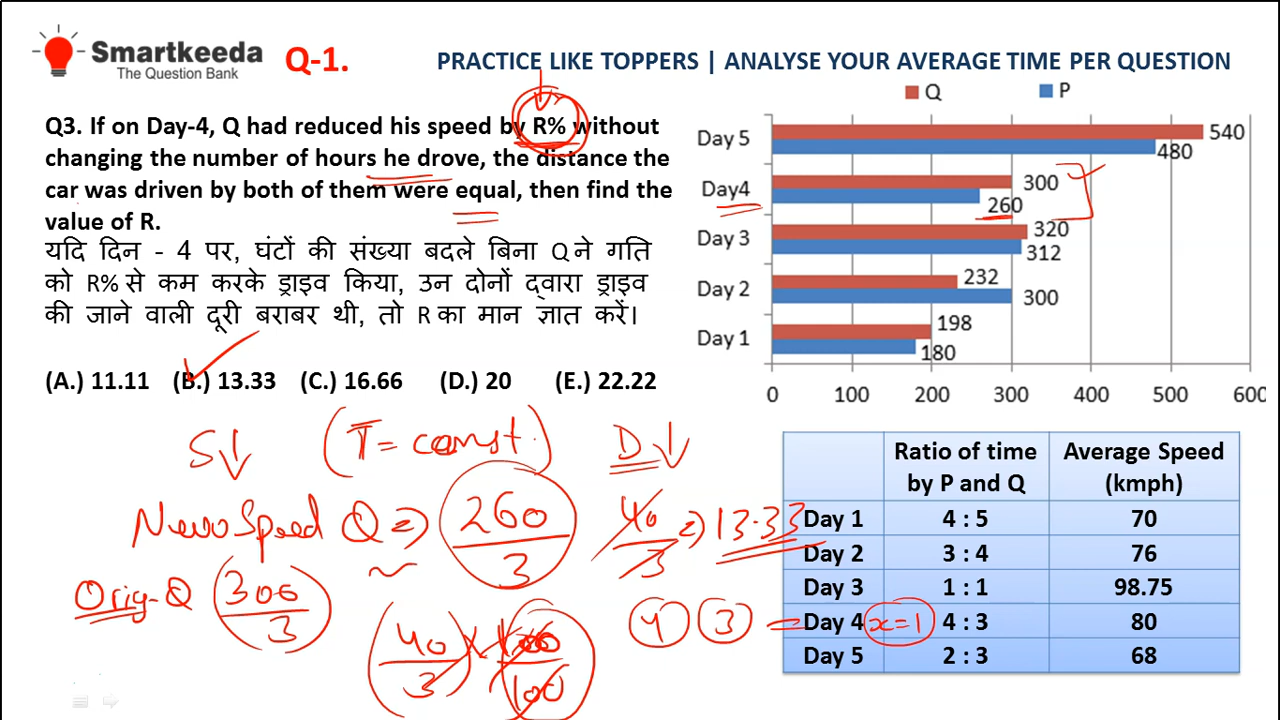 Smartkeeda
The Question Bank
Q-1.
PRACTICE LIKE TOPPERS | ANALYSE YOUR AVERAGE TIME PER QUESTION
Q3. If on Day-4, Q had reduced his speed by R% without
changing the number of hours he drove, the distance the
car was driven by both of them were equal, then find the
value of R.
यदि दिन - 4 पर, घंटों की संख्या बदले बिना Q ने गति
को R% से कम करके ड्राइव किया, उन दोनों द्वारा ड्राइव
की जाने वाली दूरी बराबर थी, तो R का मान ज्ञात करें।
(A.) 11.11 (B.) 13.33 (C.) 16.66 (D.) 20 (E.) 22.22
S↓ (T = const.) D↓
New Speed Q ⇒ 260/3 40/3 ⇒ 13.33
Orig-Q 300/3
40/3 × 100/100
4 3 = x=1
Q P
Day 5 540
480
Day4 300
260
Day 3 320
312
Day 2 232
300
Day 1 198
180
0 100 200 300 400 500 600
Ratio of time by P and Q Average Speed (kmph)
Day 1 4 : 5 70
Day 2 3 : 4 76
Day 3 1 : 1 98.75
Day 4 4 : 3 80
Day 5 2 : 3 68